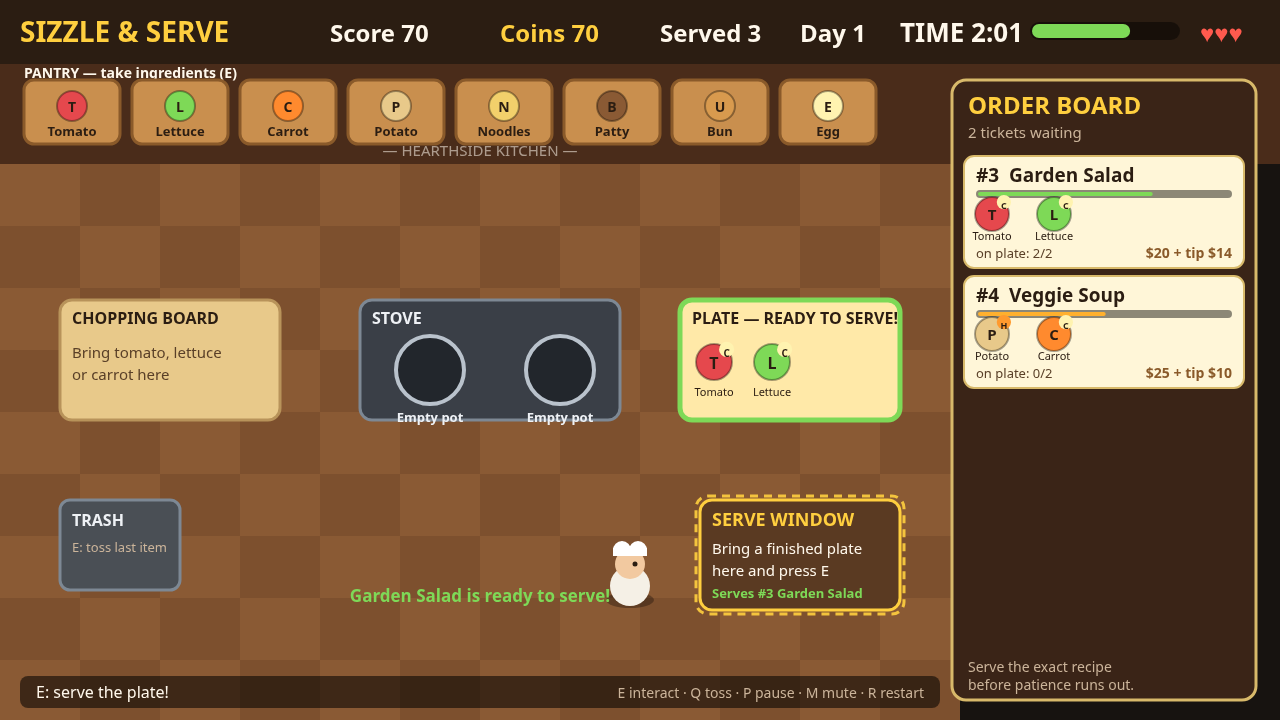 SIZZLE & SERVE
Score 70
Coins 70
Served 3
Day 1
TIME 2:01
PANTRY — take ingredients (E)
T
L
C
P
N
B
U
E
Tomato
Lettuce
Carrot
Potato
Noodles
Patty
Bun
Egg
— HEARTHSIDE KITCHEN —
ORDER BOARD
2 tickets waiting
#3 Garden Salad
T C
L C
Tomato
Lettuce
on plate: 2/2
$20 + tip $14
#4 Veggie Soup
P H
C C
Potato
Carrot
on plate: 0/2
$25 + tip $10
CHOPPING BOARD
Bring tomato, lettuce
or carrot here
STOVE
Empty pot
Empty pot
PLATE — READY TO SERVE!
T C
L C
Tomato
Lettuce
TRASH
E: toss last item
SERVE WINDOW
Bring a finished plate
here and press E
Serves #3 Garden Salad
Garden Salad is ready to serve!
Serve the exact recipe
before patience runs out.
E: serve the plate!
E interact · Q toss · P pause · M mute · R restart